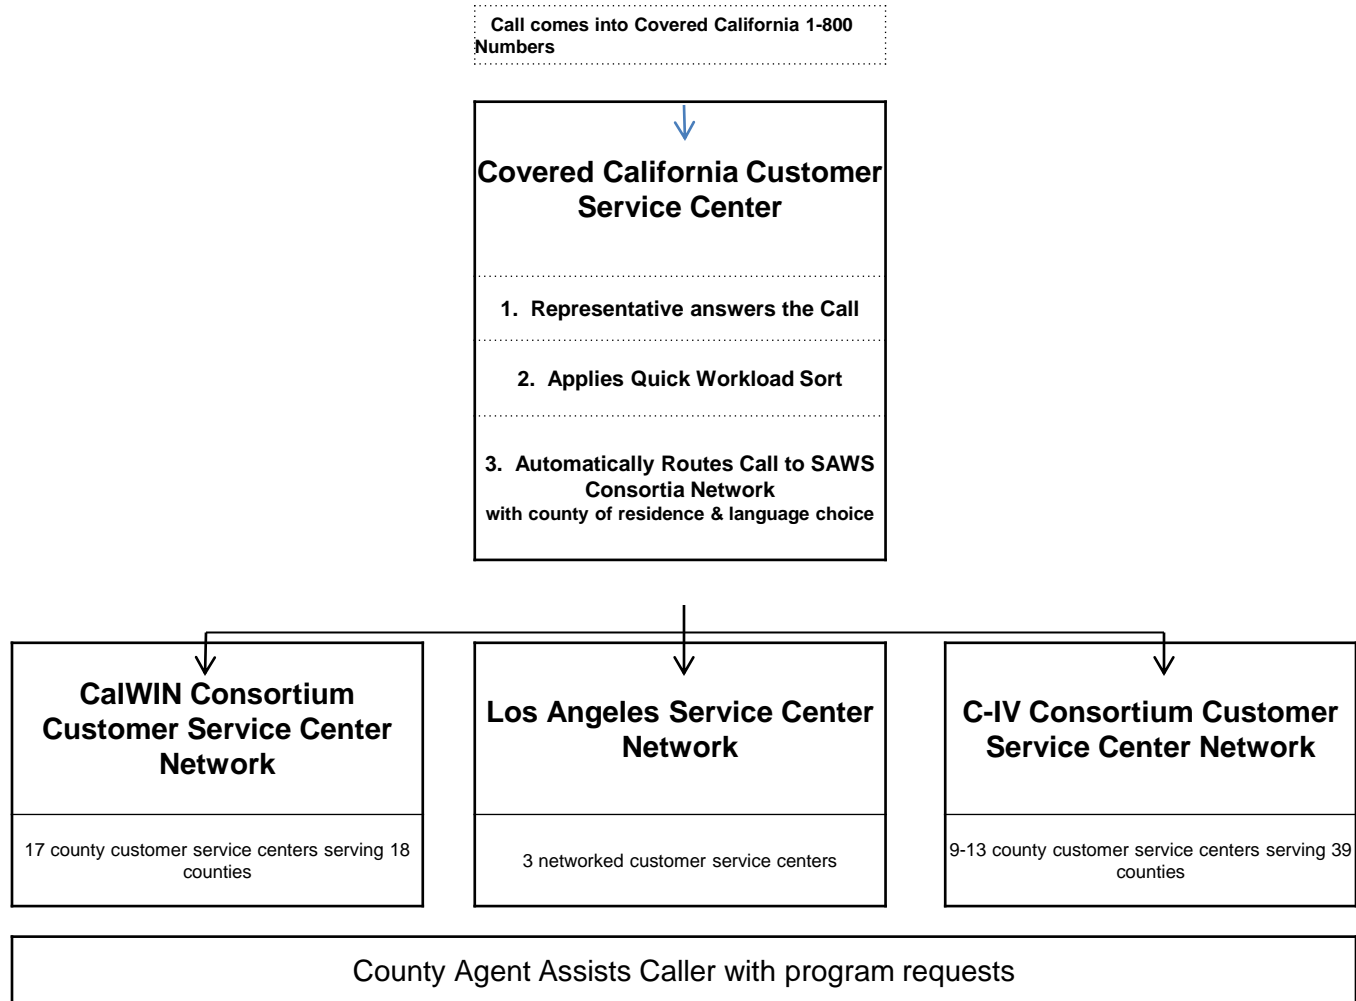 Call comes into Covered California 1-800
Numbers
Covered California Customer
Service Center
1. Representative answers the Call
2. Applies Quick Workload Sort
3. Automatically Routes Call to SAWS
Consortia Network
with county of residence & language choice
CalWIN Consortium
Customer Service Center
Network
17 county customer service centers serving 18
counties
Los Angeles Service Center
Network
3 networked customer service centers
C-IV Consortium Customer
Service Center Network
9-13 county customer service centers serving 39
counties
County Agent Assists Caller with program requests